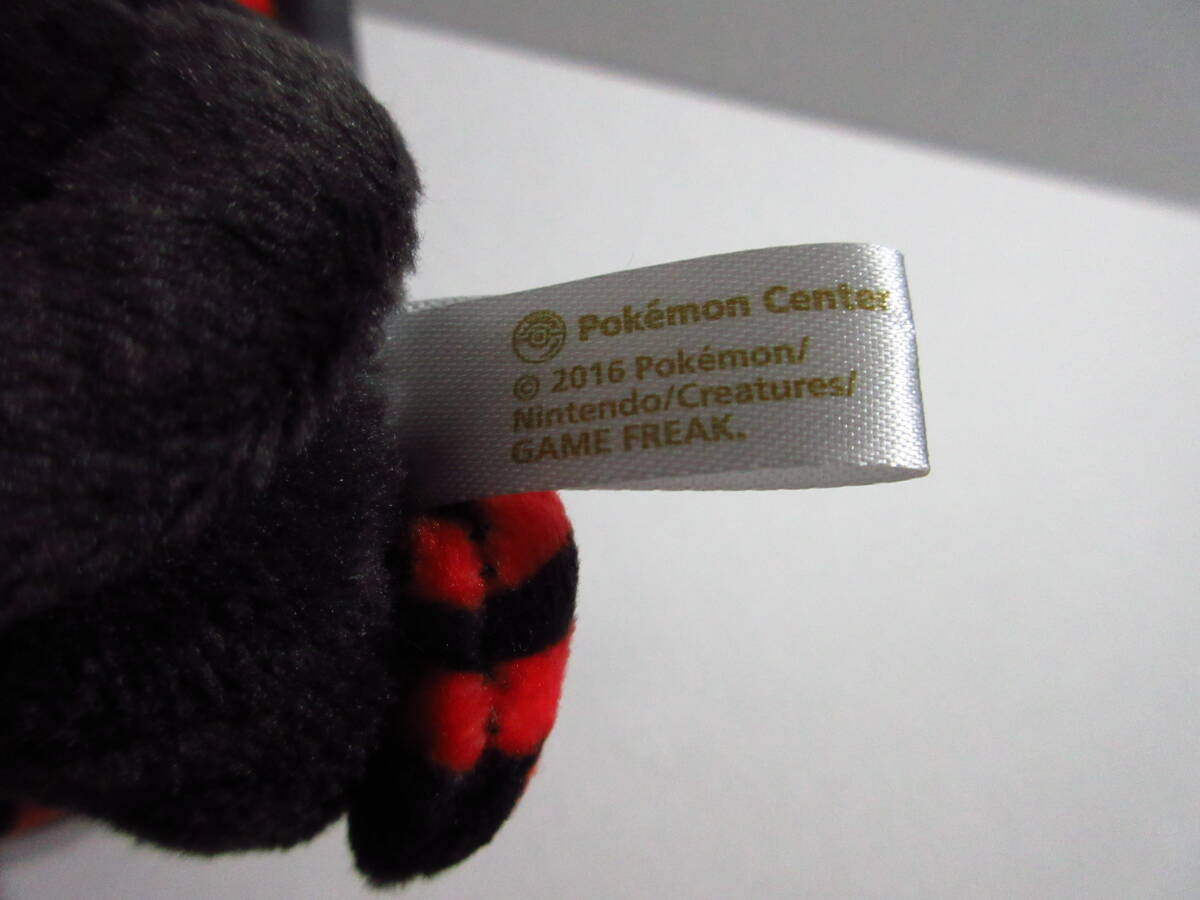 Pokémon Center
© 2016 Pokémon/
Nintendo/Creatures/
GAME FREAK.